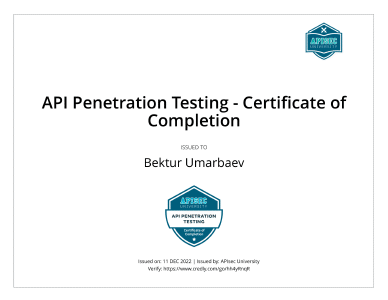 APISEC
UNIVERSITY
API Penetration Testing - Certificate of
Completion
ISSUED TO
Bektur Umarbaev
APISEC
UNIVERSITY
API PENETRATION
TESTING
Certificate of
Completion
Issued on: 11 DEC 2022 | Issued by: APIsec University
Verify: https://www.credly.com/go/hh4yRnqR